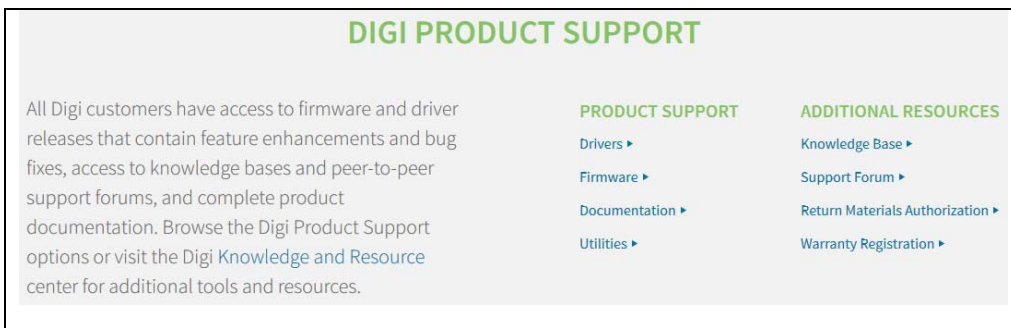 DIGI PRODUCT SUPPORT
All Digi customers have access to firmware and driver
releases that contain feature enhancements and bug
fixes, access to knowledge bases and peer-to-peer
support forums, and complete product
documentation. Browse the Digi Product Support
options or visit the Digi Knowledge and Resource
center for additional tools and resources.
PRODUCT SUPPORT
Drivers ▸
Firmware ▸
Documentation ▸
Utilities ▸
ADDITIONAL RESOURCES
Knowledge Base ▸
Support Forum ▸
Return Materials Authorization ▸
Warranty Registration ▸